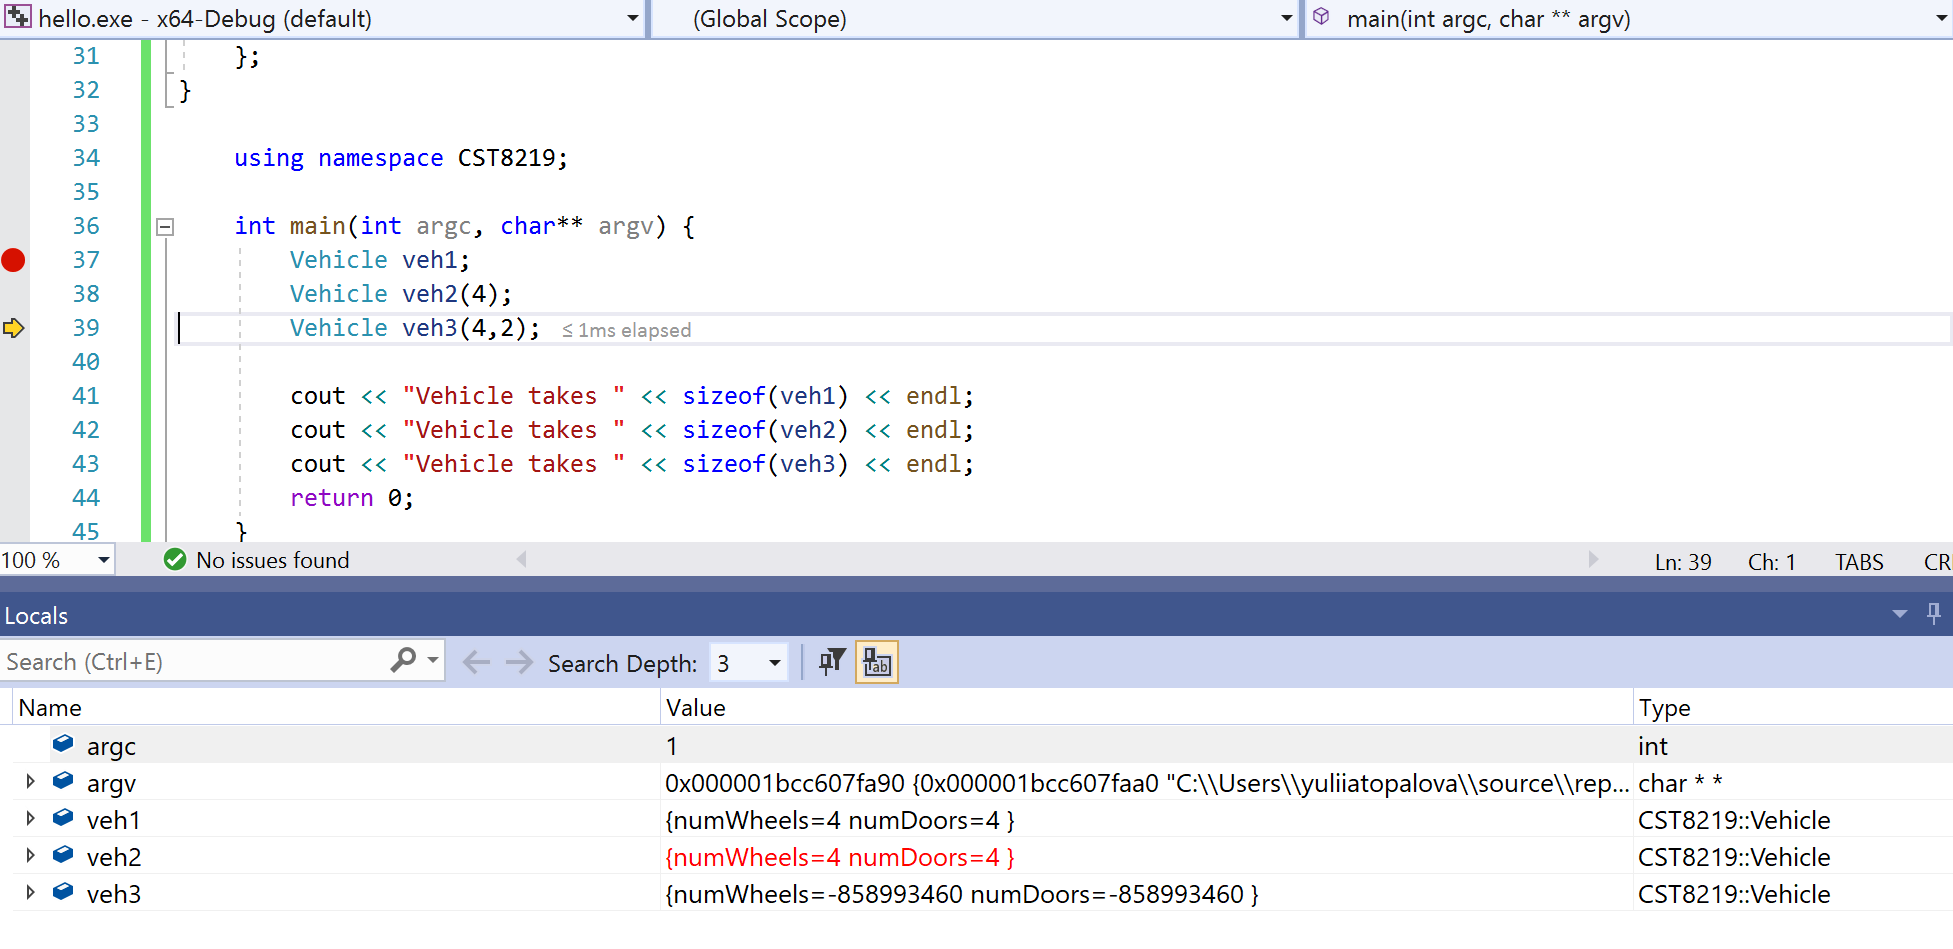 hello.exe - x64-Debug (default) (Global Scope) main(int argc, char ** argv)
31 };
32 }
33
34 using namespace CST8219;
35
36 int main(int argc, char** argv) {
37 Vehicle veh1;
38 Vehicle veh2(4);
39 Vehicle veh3(4,2); ≤ 1ms elapsed
40
41 cout << "Vehicle takes " << sizeof(veh1) << endl;
42 cout << "Vehicle takes " << sizeof(veh2) << endl;
43 cout << "Vehicle takes " << sizeof(veh3) << endl;
44 return 0;
45 }
100 % No issues found Ln: 39 Ch: 1 TABS CR
Locals
Search (Ctrl+E) Search Depth: 3
Name Value Type
argc 1 int
argv 0x000001bcc607fa90 {0x000001bcc607faa0 "C:\\Users\\yuliiatopalova\\source\\rep... char * *
veh1 {numWheels=4 numDoors=4 } CST8219::Vehicle
veh2 {numWheels=4 numDoors=4 } CST8219::Vehicle
veh3 {numWheels=-858993460 numDoors=-858993460 } CST8219::Vehicle